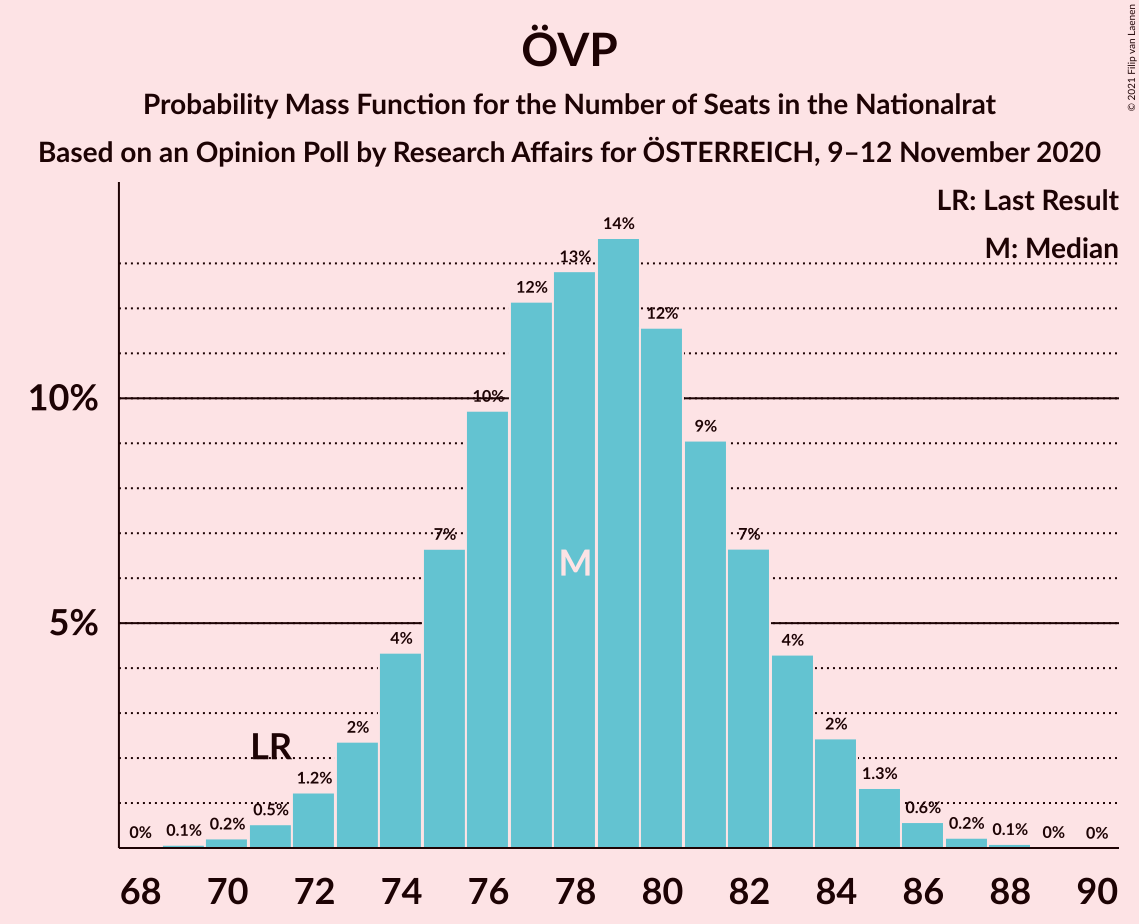 ÖVP
Probability Mass Function for the Number of Seats in the Nationalrat
Based on an Opinion Poll by Research Affairs for ÖSTERREICH, 9–12 November 2020
© 2021 Filip van Laenen
LR: Last Result
M: Median
14%
13%
12%
12%
10%
10%
9%
7%
7%
M
5%
4%
4%
2%
2%
LR
1.2%
1.3%
0.5%
0.6%
0%
0.1%
0.2%
0.2%
0.1%
0%
0%
68 70 72 74 76 78 80 82 84 86 88 90